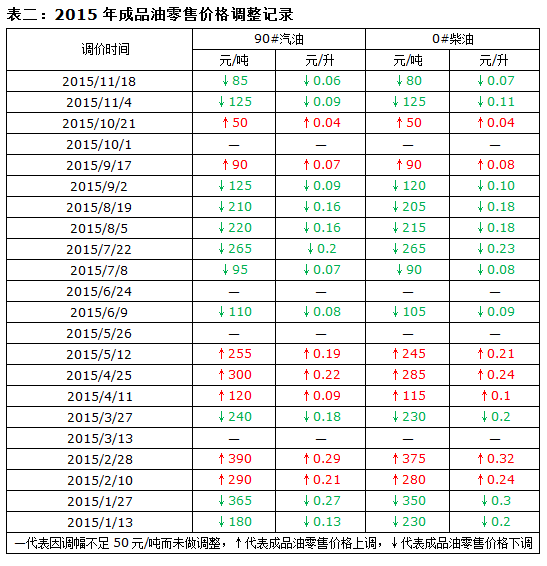 表二：2015年成品油零售价格调整记录
调价时间 90#汽油 0#柴油
元/吨 元/升 元/吨 元/升
2015/11/18 ↓85 ↓0.06 ↓80 ↓0.07
2015/11/4 ↓125 ↓0.09 ↓125 ↓0.11
2015/10/21 ↑50 ↑0.04 ↑50 ↑0.04
2015/10/1 — — — —
2015/9/17 ↑90 ↑0.07 ↑90 ↑0.08
2015/9/2 ↓125 ↓0.09 ↓120 ↓0.10
2015/8/19 ↓210 ↓0.16 ↓205 ↓0.18
2015/8/5 ↓220 ↓0.16 ↓215 ↓0.18
2015/7/22 ↓265 ↓0.2 ↓265 ↓0.23
2015/7/8 ↓95 ↓0.07 ↓90 ↓0.08
2015/6/24 — — — —
2015/6/9 ↓110 ↓0.08 ↓105 ↓0.09
2015/5/26 — — — —
2015/5/12 ↑255 ↑0.19 ↑245 ↑0.21
2015/4/25 ↑300 ↑0.22 ↑285 ↑0.24
2015/4/11 ↑120 ↑0.09 ↑115 ↑0.1
2015/3/27 ↓240 ↓0.18 ↓230 ↓0.2
2015/3/13 — — — —
2015/2/28 ↑390 ↑0.29 ↑375 ↑0.32
2015/2/10 ↑290 ↑0.21 ↑280 ↑0.24
2015/1/27 ↓365 ↓0.27 ↓350 ↓0.3
2015/1/13 ↓180 ↓0.13 ↓230 ↓0.2
—代表因调幅不足50元/吨而未做调整，↑代表成品油零售价格上调，↓代表成品油零售价格下调